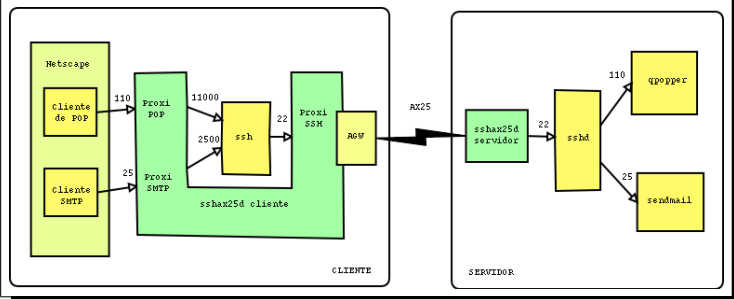 Netscape
Cliente
de POP
110
Proxi
POP
11000
2500
ssh
22
Proxi
SSH
AGW
AX25
sshax25d
servidor
22
sshd
110
qpopper
25
sendmail
Cliente
SMTP
25
Proxi
SMTP
sshax25d cliente
CLIENTE
SERVIDOR